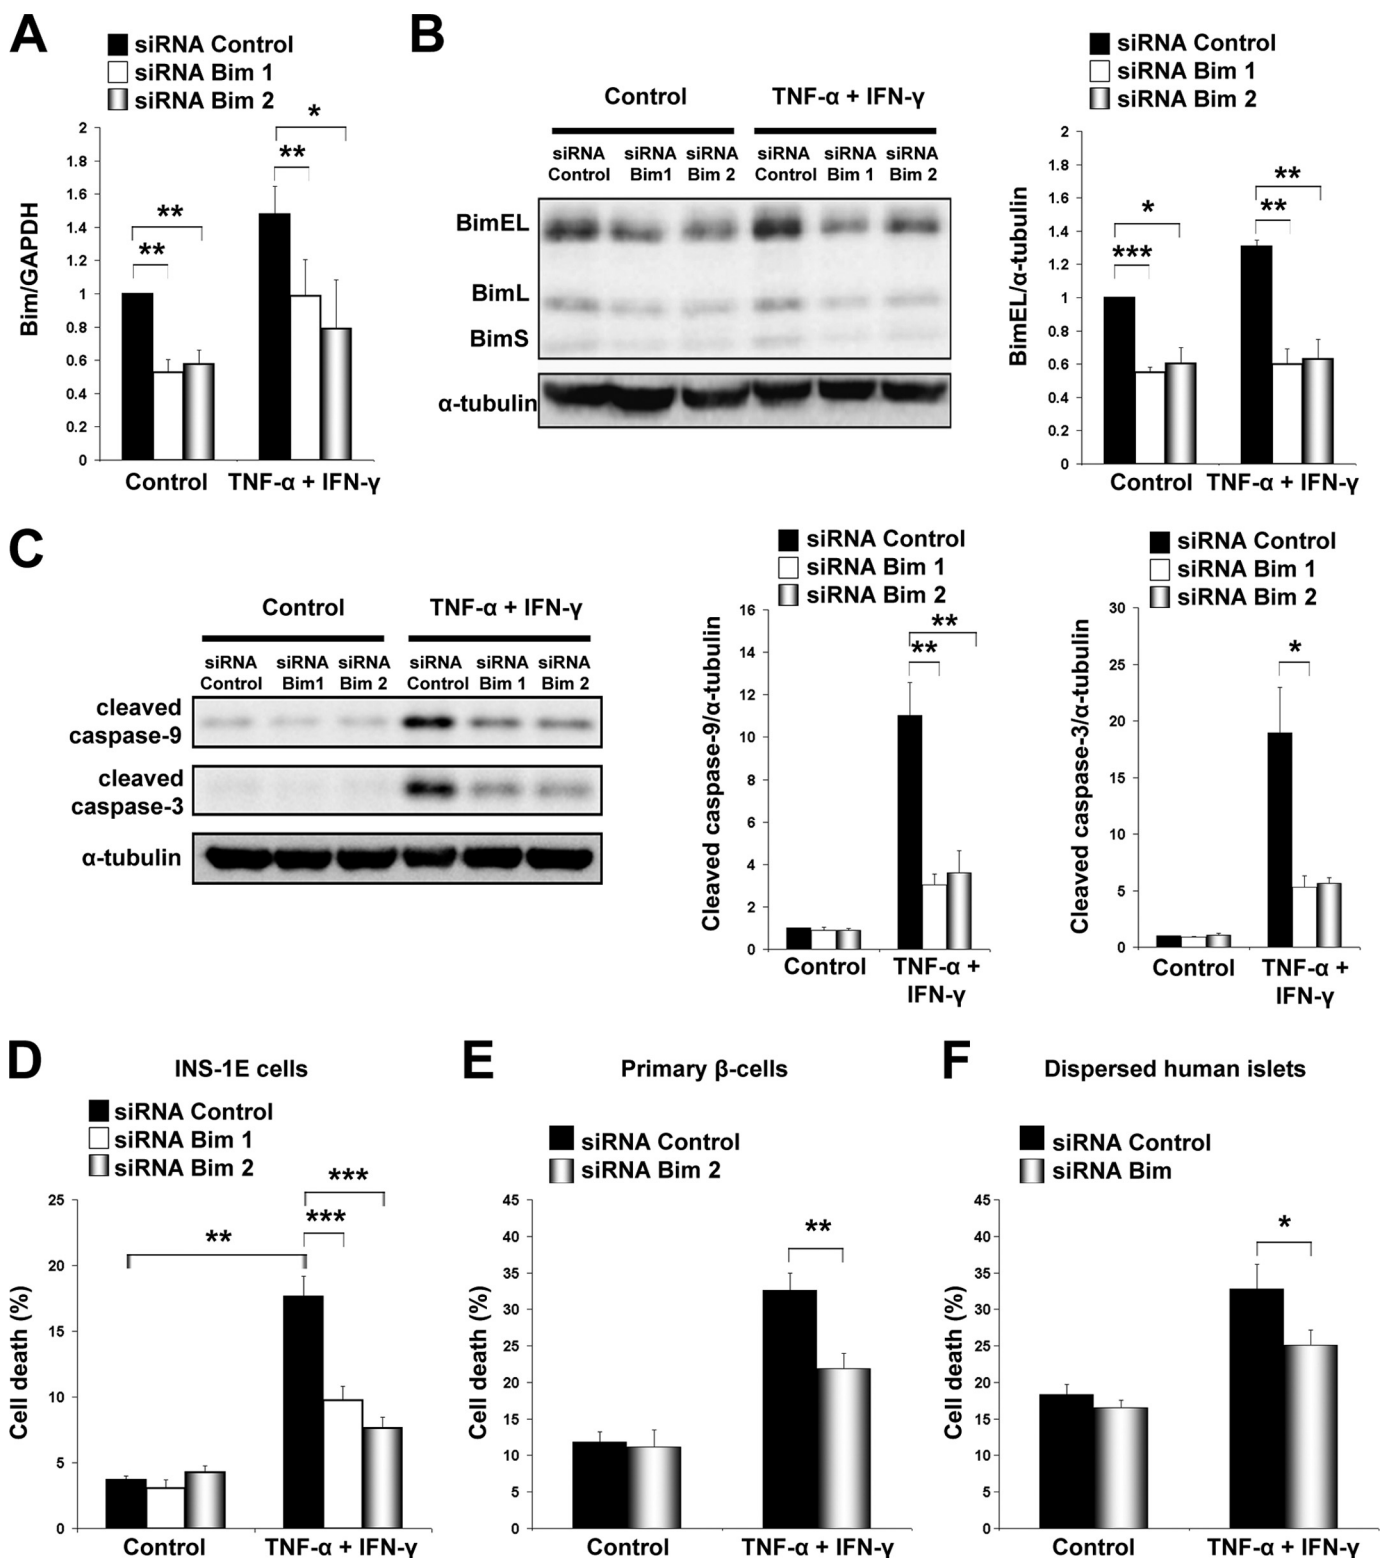 A
siRNA Control
siRNA Bim 1
siRNA Bim 2
Bim/GAPDH
2
1.8
1.6
1.4
1.2
1
0.8
0.6
0.4
0.2
0
**
**
**
*
Control
TNF-α + IFN-γ
B
Control
TNF-α + IFN-γ
siRNA Control
siRNA Bim1
siRNA Bim 2
siRNA Control
siRNA Bim 1
siRNA Bim 2
BimEL
BimL
BimS
α-tubulin
siRNA Control
siRNA Bim 1
siRNA Bim 2
BimEL/α-tubulin
2
1.8
1.6
1.4
1.2
1
0.8
0.6
0.4
0.2
0
***
*
**
**
Control
TNF-α + IFN-γ
C
Control
TNF-α + IFN-γ
siRNA Control
siRNA Bim1
siRNA Bim 2
siRNA Control
siRNA Bim 1
siRNA Bim 2
cleaved
caspase-9
cleaved
caspase-3
α-tubulin
siRNA Control
siRNA Bim 1
siRNA Bim 2
Cleaved caspase-9/α-tubulin
16
14
12
10
8
6
4
2
0
**
**
Control
TNF-α +
IFN-γ
siRNA Control
siRNA Bim 1
siRNA Bim 2
Cleaved caspase-3/α-tubulin
30
25
20
15
10
5
0
*
Control
TNF-α +
IFN-γ
D
INS-1E cells
siRNA Control
siRNA Bim 1
siRNA Bim 2
Cell death (%)
25
20
15
10
5
0
**
***
***
Control
TNF-α + IFN-γ
E
Primary β-cells
siRNA Control
siRNA Bim 2
Cell death (%)
45
40
35
30
25
20
15
10
5
0
**
Control
TNF-α + IFN-γ
F
Dispersed human islets
siRNA Control
siRNA Bim
Cell death (%)
45
40
35
30
25
20
15
10
5
0
*
Control
TNF-α + IFN-γ